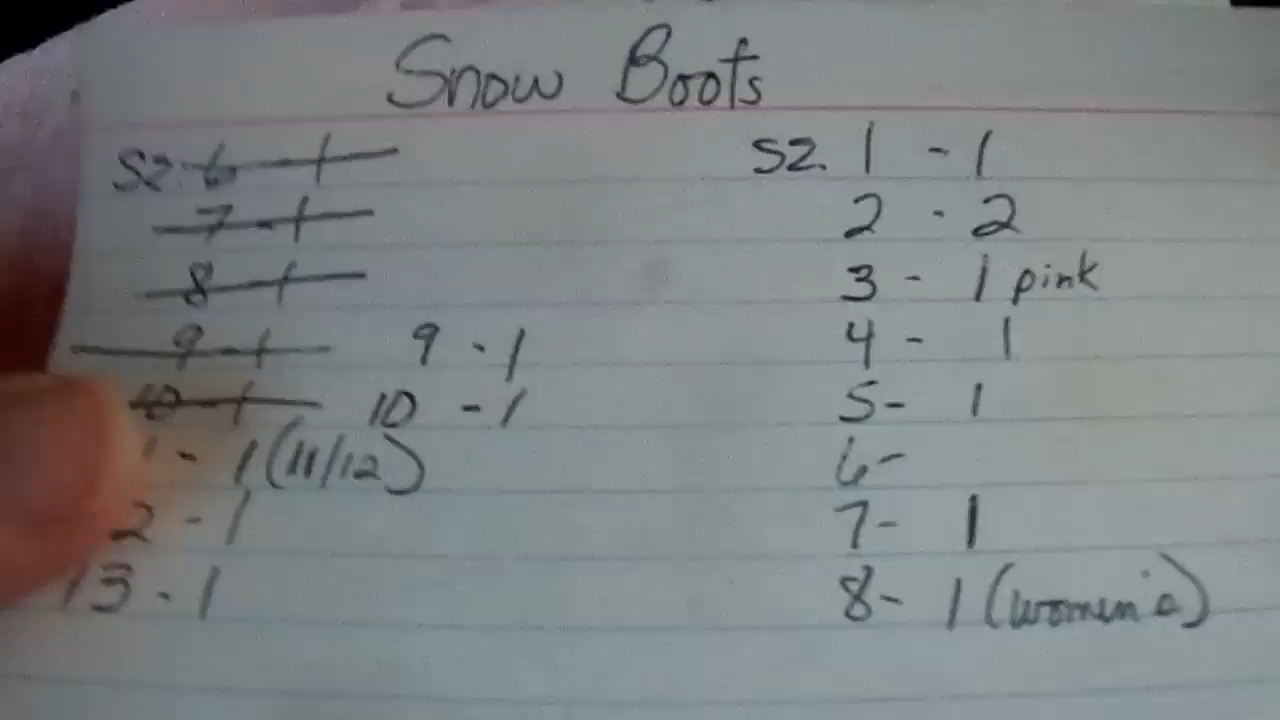 Snow Boots
sz. 6 - 1
7 - 1
8 - 1
9 - 1 9 - 1
10 - 1 10 - 1
1 - 1 (11/12)
2 - 1
13 - 1
sz. 1 - 1
2 - 2
3 - 1 pink
4 - 1
5 - 1
6 -
7 - 1
8 - 1 (women's)